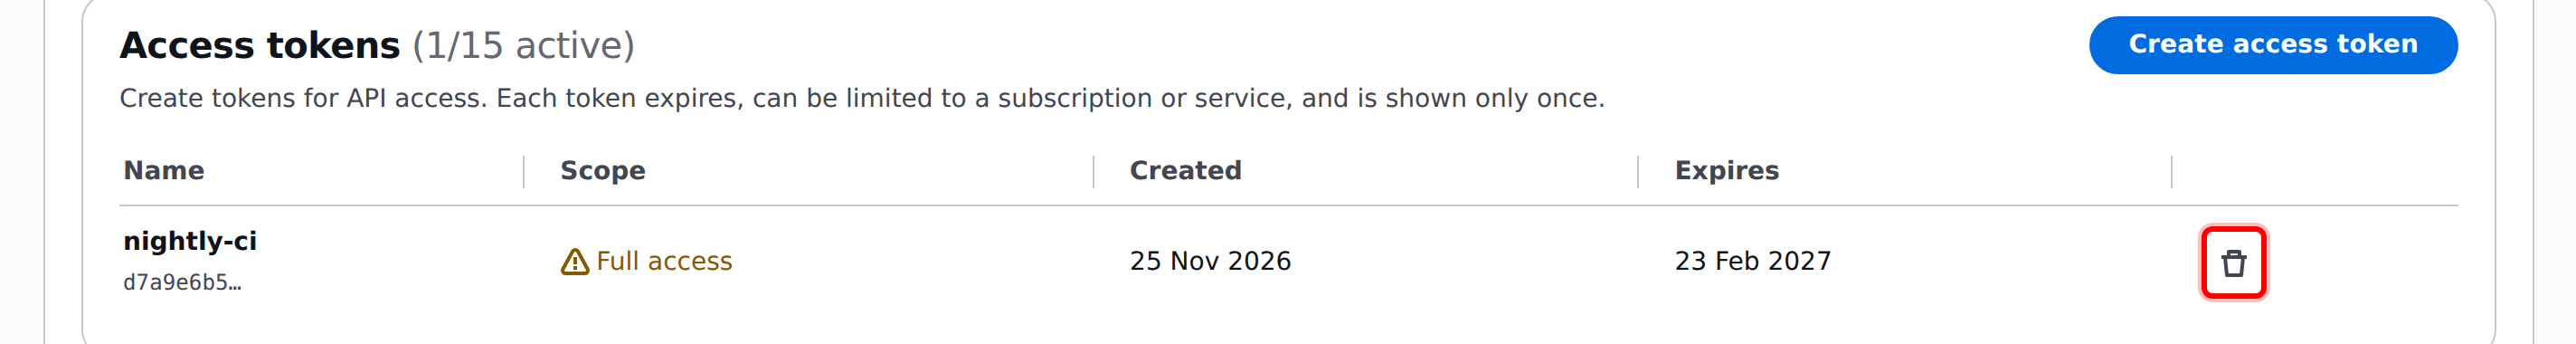 Access tokens (1/15 active)
Create access token
Create tokens for API access. Each token expires, can be limited to a subscription or service, and is shown only once.
Name Scope Created Expires
nightly-ci
d7a9e6b5…
Full access
25 Nov 2026
23 Feb 2027